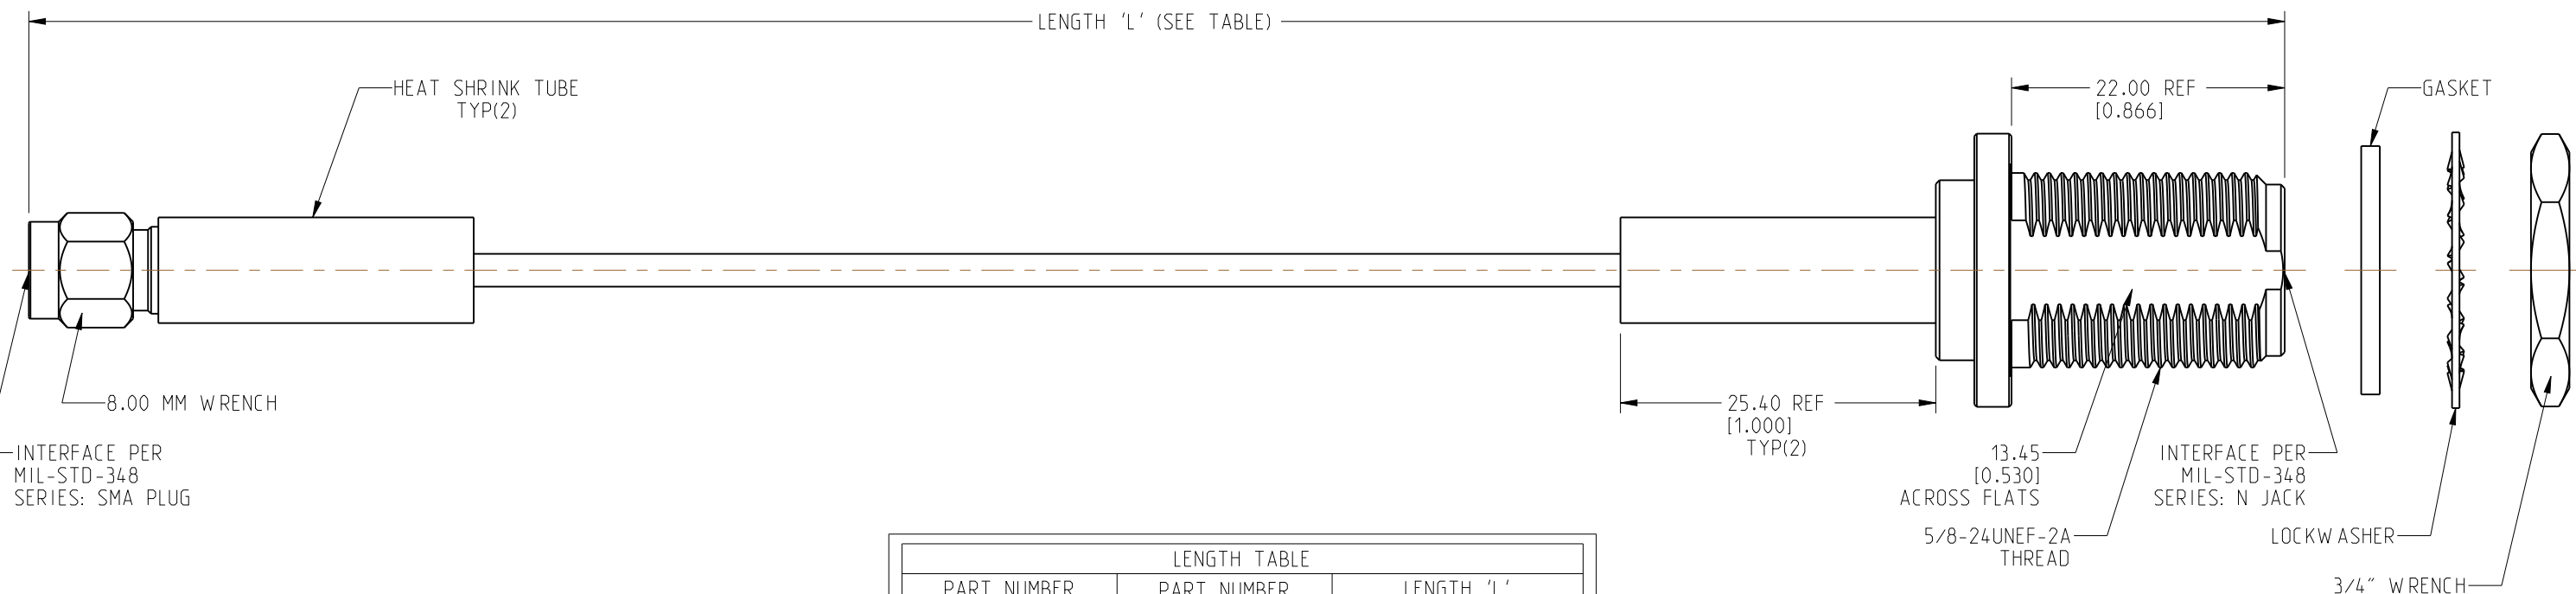 LENGTH 'L' (SEE TABLE)
HEAT SHRINK TUBE
TYP(2)
22.00 REF
[0.866]
GASKET
8.00 MM WRENCH
INTERFACE PER
MIL-STD-348
SERIES: SMA PLUG
25.40 REF
[1.000]
TYP(2)
13.45
[0.530]
ACROSS FLATS
INTERFACE PER
MIL-STD-348
SERIES: N JACK
5/8-24UNEF-2A
THREAD
LOCKWASHER
3/4" WRENCH
LENGTH TABLE
PART NUMBER
PART NUMBER
LENGTH 'L'